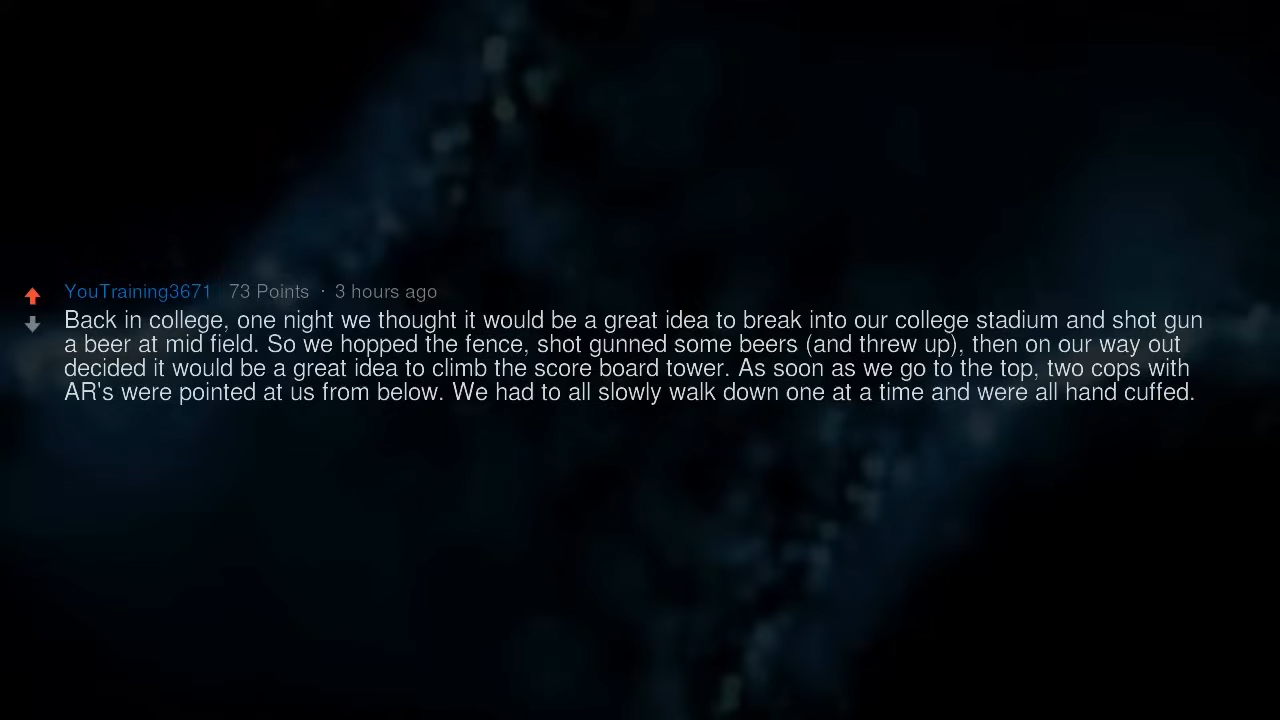 YouTraining3671 73 Points · 3 hours ago
Back in college, one night we thought it would be a great idea to break into our college stadium and shot gun
a beer at mid field. So we hopped the fence, shot gunned some beers (and threw up), then on our way out
decided it would be a great idea to climb the score board tower. As soon as we go to the top, two cops with
AR's were pointed at us from below. We had to all slowly walk down one at a time and were all hand cuffed.